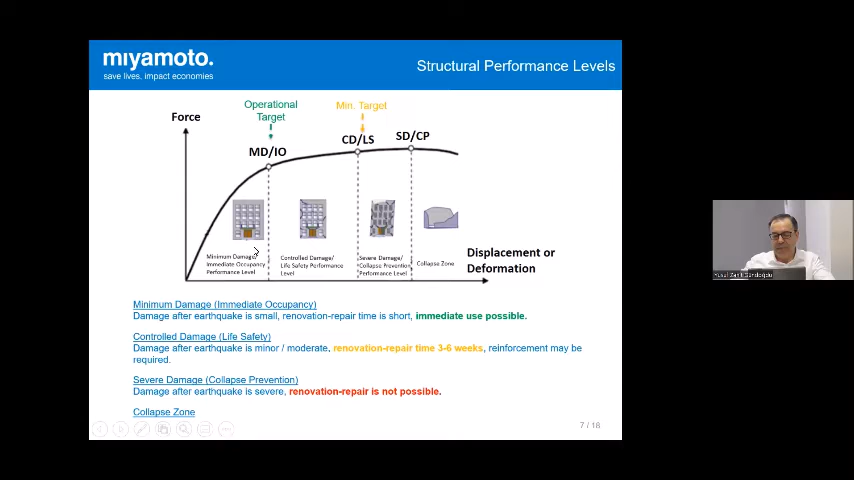 miyamoto.
save lives, impact economies
Structural Performance Levels
Operational
Target
Min. Target
Force
MD/IO
CD/LS
SD/CP
Minimum Damage/
Immediate Occupancy
Performance Level
Controlled Damage/
Life Safety Performance
Level
Severe Damage/
Collapse Prevention
Performance Level
Collapse Zone
Displacement or
Deformation
Minimum Damage (Immediate Occupancy)
Damage after earthquake is small, renovation-repair time is short, immediate use possible.
Controlled Damage (Life Safety)
Damage after earthquake is minor / moderate, renovation-repair time 3-6 weeks, reinforcement may be
required.
Severe Damage (Collapse Prevention)
Damage after earthquake is severe, renovation-repair is not possible.
Collapse Zone
7 / 18
Yusuf Zahit Gündoğdu